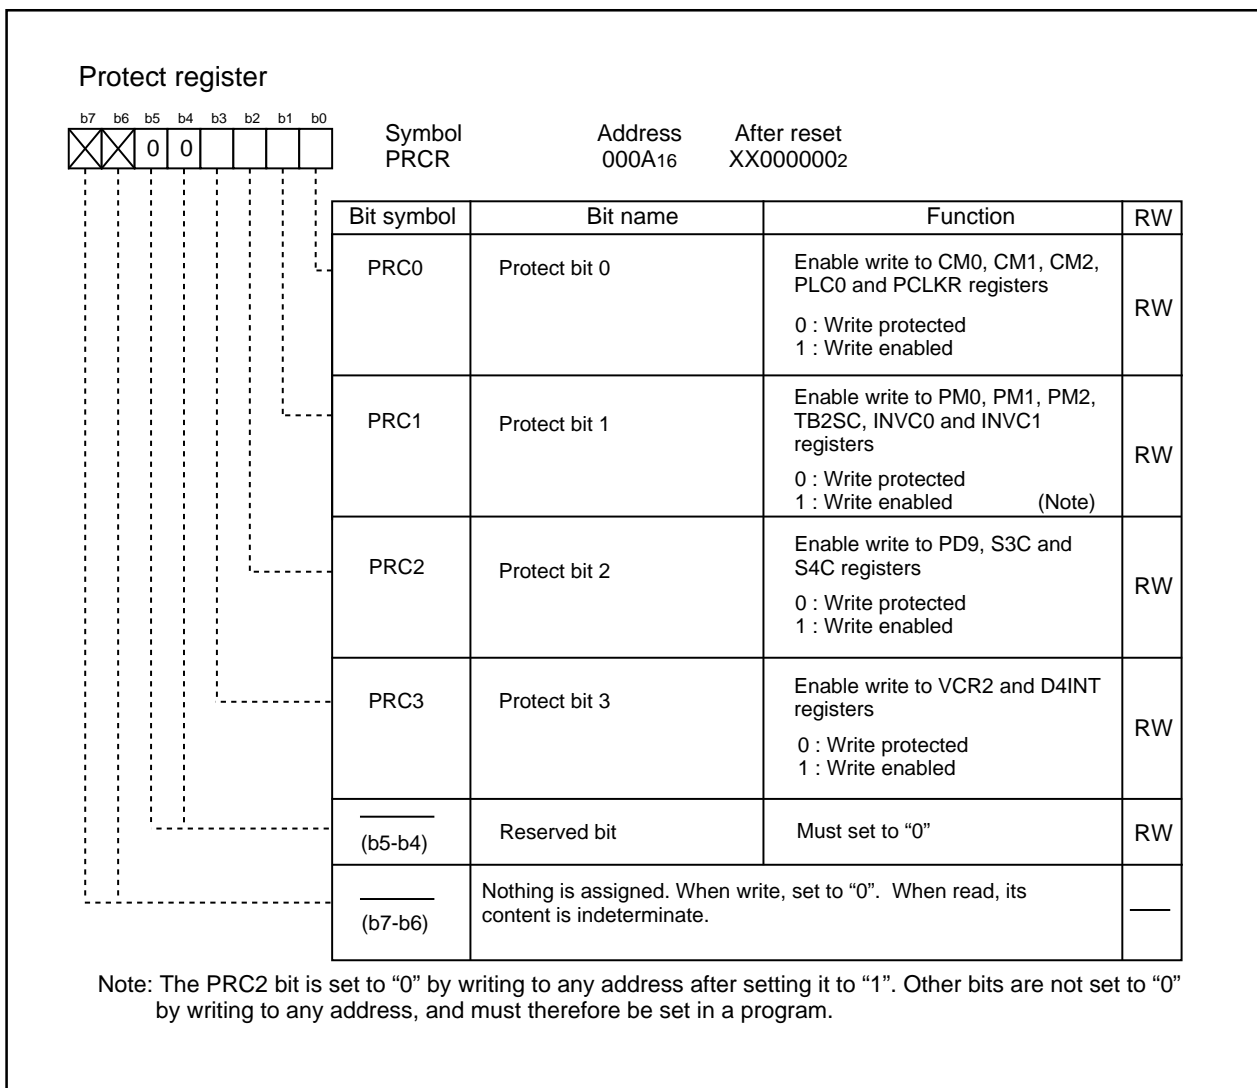 Protect register
b7 b6 b5 b4 b3 b2 b1 b0
0 0
Symbol Address After reset
PRCR 000A16 XX0000002
Bit symbol Bit name Function RW
PRC0 Protect bit 0 Enable write to CM0, CM1, CM2,
PLC0 and PCLKR registers
0 : Write protected
1 : Write enabled
RW
PRC1 Protect bit 1 Enable write to PM0, PM1, PM2,
TB2SC, INVC0 and INVC1
registers
0 : Write protected
1 : Write enabled (Note)
RW
PRC2 Protect bit 2 Enable write to PD9, S3C and
S4C registers
0 : Write protected
1 : Write enabled
RW
PRC3 Protect bit 3 Enable write to VCR2 and D4INT
registers
0 : Write protected
1 : Write enabled
RW
(b5-b4) Reserved bit Must set to “0” RW
(b7-b6) Nothing is assigned. When write, set to “0”. When read, its
content is indeterminate.
Note: The PRC2 bit is set to “0” by writing to any address after setting it to “1”. Other bits are not set to “0”
by writing to any address, and must therefore be set in a program.